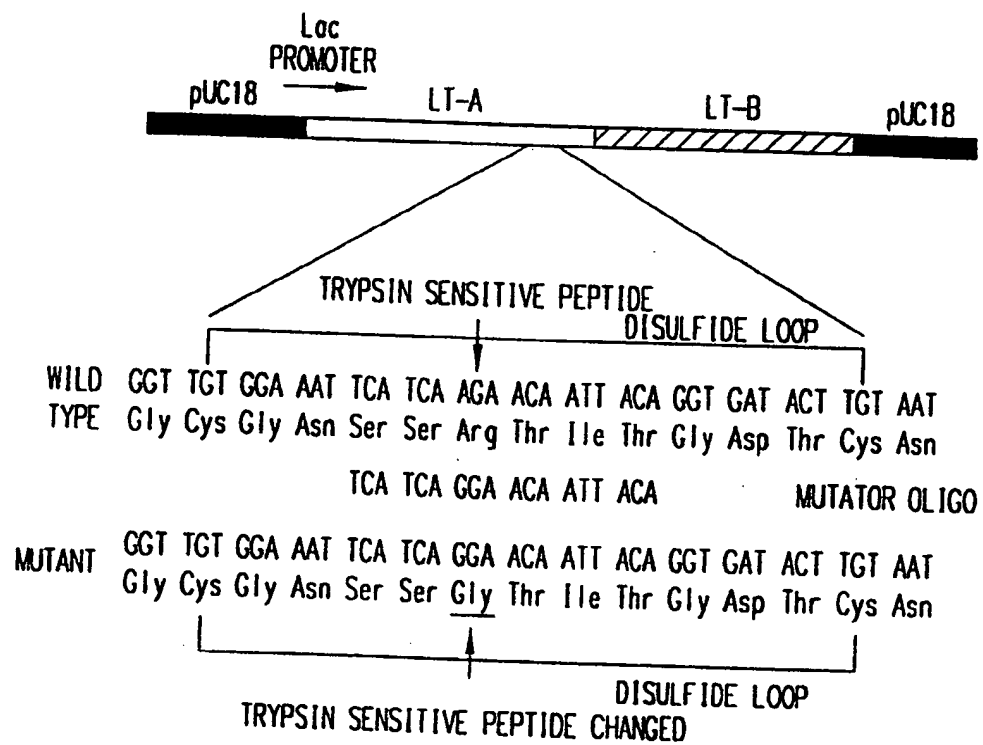 Lac
PROMOTER
pUC18
LT-A
LT-B
pUC18
TRYPSIN SENSITIVE PEPTIDE
DISULFIDE LOOP
WILD GGT TGT GGA AAT TCA TCA AGA ACA ATT ACA GGT GAT ACT TGT AAT
TYPE Gly Cys Gly Asn Ser Ser Arg Thr Ile Thr Gly Asp Thr Cys Asn
TCA TCA GGA ACA ATT ACA MUTATOR OLIGO
MUTANT GGT TGT GGA AAT TCA TCA GGA ACA ATT ACA GGT GAT ACT TGT AAT
Gly Cys Gly Asn Ser Ser Gly Thr Ile Thr Gly Asp Thr Cys Asn
DISULFIDE LOOP
TRYPSIN SENSITIVE PEPTIDE CHANGED